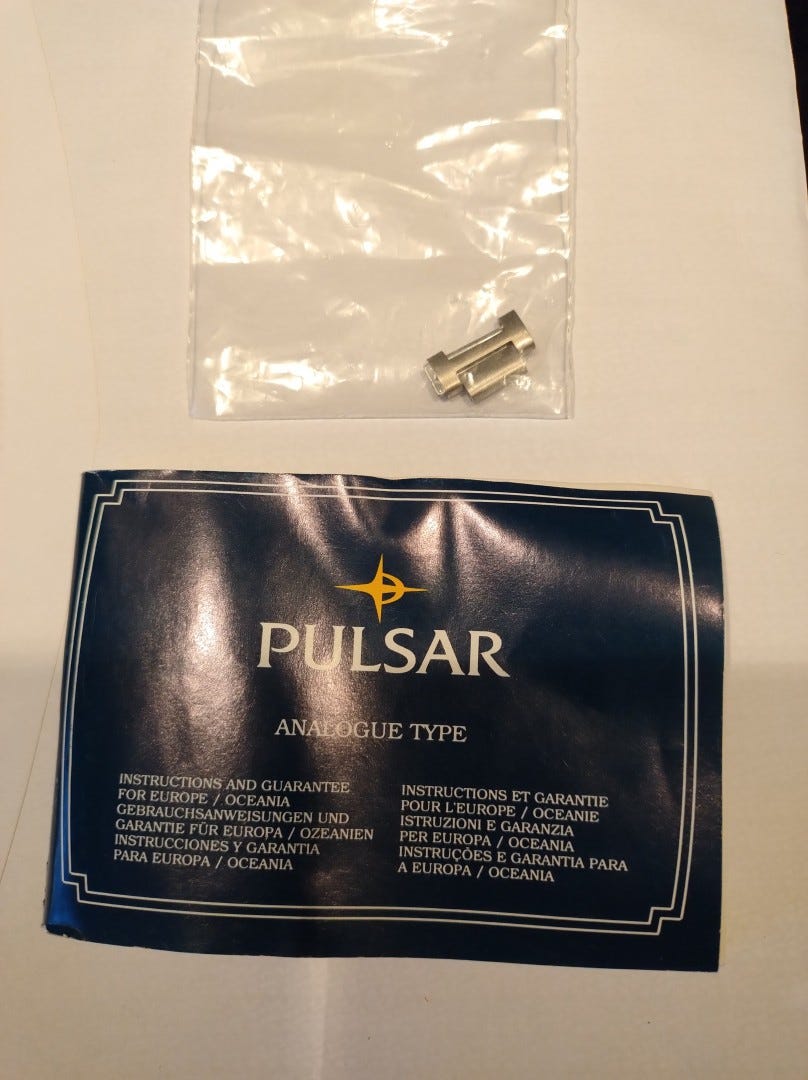 PULSAR
ANALOGUE TYPE
INSTRUCTIONS AND GUARANTEE
FOR EUROPE / OCEANIA
GEBRAUCHSANWEISUNGEN UND
GARANTIE FÜR EUROPA / OZEANIEN
INSTRUCCIONES Y GARANTIA
PARA EUROPA / OCEANIA
INSTRUCTIONS ET GARANTIE
POUR L'EUROPE / OCEANIE
ISTRUZIONI E GARANZIA
PER EUROPA / OCEANIA
INSTRUÇÕES E GARANTIA PARA
A EUROPA / OCEANIA